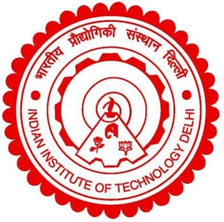 भारतीय प्रौद्योगिकी संस्थान दिल्ली
INDIAN INSTITUTE OF TECHNOLOGY DELHI